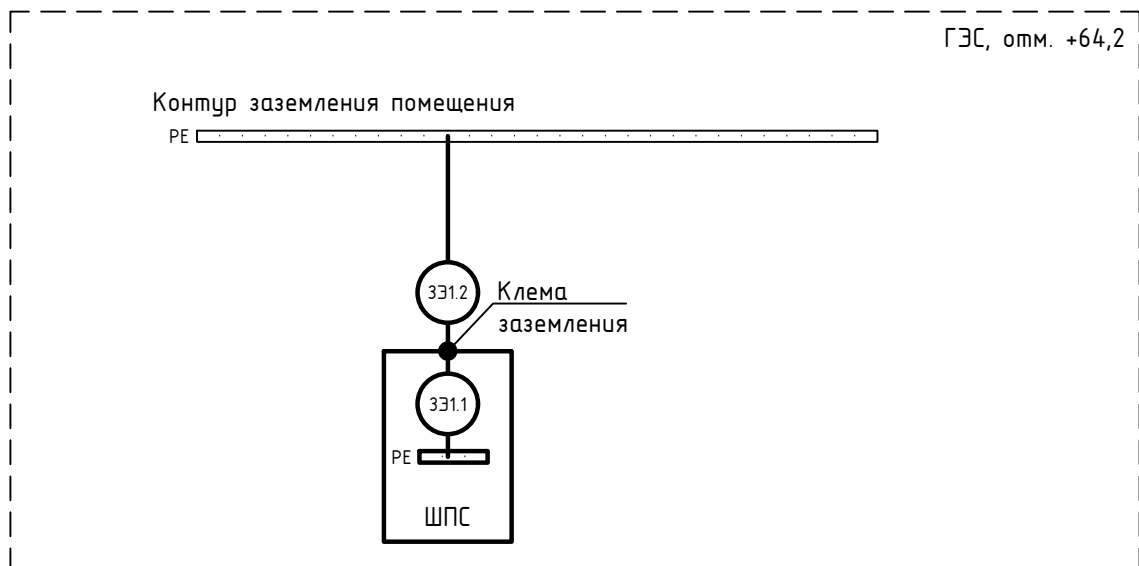 ГЭС, отм. +64,2
Контур заземления помещения
PE
ЗЭ1.2
Клема
заземления
ЗЭ1.1
PE
ШПС